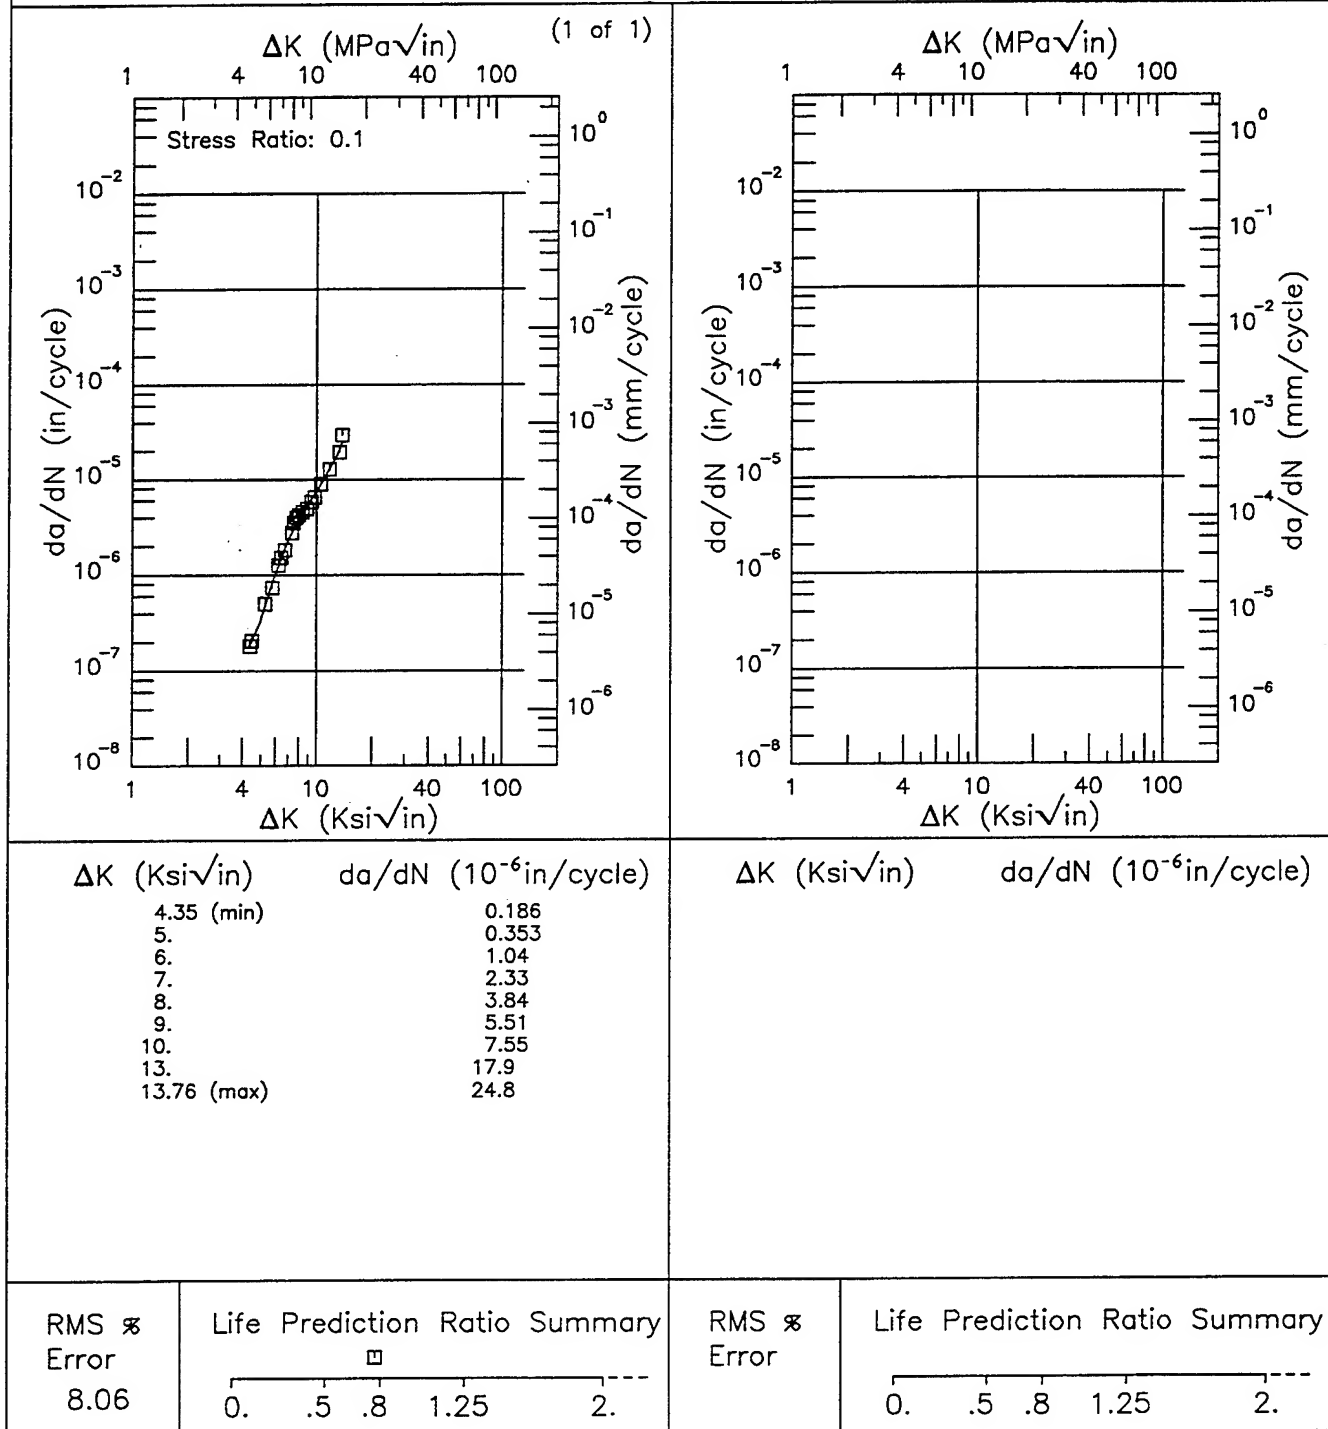 (1 of 1)
ΔK (MPa√in)
1 4 10 40 100
Stress Ratio: 0.1
da/dN (in/cycle)
10⁻²
10⁻³
10⁻⁴
10⁻⁵
10⁻⁶
10⁻⁷
10⁻⁸
da/dN (mm/cycle)
10⁰
10⁻¹
10⁻²
10⁻³
10⁻⁴
10⁻⁵
10⁻⁶
1 4 10 40 100
ΔK (Ksi√in)
ΔK (MPa√in)
1 4 10 40 100
da/dN (in/cycle)
10⁻²
10⁻³
10⁻⁴
10⁻⁵
10⁻⁶
10⁻⁷
10⁻⁸
da/dN (mm/cycle)
10⁰
10⁻¹
10⁻²
10⁻³
10⁻⁴
10⁻⁵
10⁻⁶
1 4 10 40 100
ΔK (Ksi√in)
ΔK (Ksi√in) da/dN (10⁻⁶in/cycle)
4.35 (min) 0.186
5. 0.353
6. 1.04
7. 2.33
8. 3.84
9. 5.51
10. 7.55
13. 17.9
13.76 (max) 24.8
ΔK (Ksi√in) da/dN (10⁻⁶in/cycle)
RMS %
Error
8.06
Life Prediction Ratio Summary
0. .5 .8 1.25 2.
RMS %
Error
Life Prediction Ratio Summary
0. .5 .8 1.25 2.